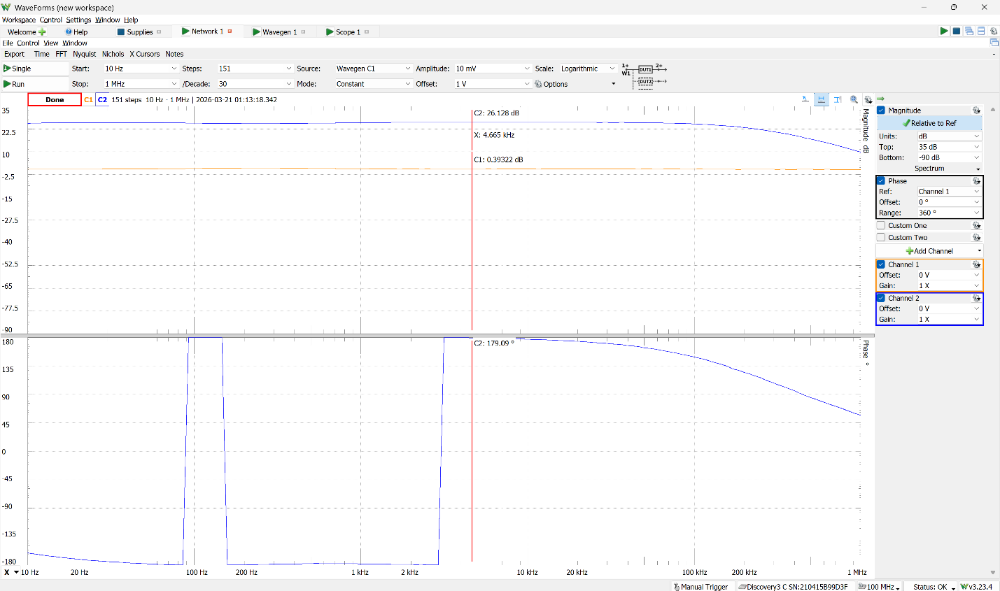 WaveForms (new workspace)
Workspace Control Settings Window Help
Welcome Help Supplies Network 1 Wavegen 1 Scope 1
File Control View Window
Export Time FFT Nyquist Nichols X Cursors Notes
Single Start: 10 Hz Steps: 151 Source: Wavegen C1 Amplitude: 10 mV Scale: Logarithmic
Run Stop: 1 MHz /Decade: 30 Mode: Constant Offset: 1 V Options
1+ W1 DUT1 2+ DUT2
Done C1 C2 151 steps 10 Hz - 1 MHz | 2026-03-21 01:13:18.342
35
22.5
10
-2.5
-15
-27.5
-40
-52.5
-65
-77.5
-90
C2: 26.128 dB
X: 4.665 kHz
C1: 0.39322 dB
Magnitude dB
180
135
90
45
0
-45
-90
-135
-180
C2: 179.09 °
Phase °
X 10 Hz 20 Hz 100 Hz 200 Hz 1 kHz 2 kHz 10 kHz 20 kHz 100 kHz 200 kHz 1 MHz
Magnitude
Relative to Ref
Units: dB
Top: 35 dB
Bottom: -90 dB
Spectrum
Phase
Ref: Channel 1
Offset: 0 °
Range: 360 °
Custom One
Custom Two
Add Channel
Channel 1
Offset: 0 V
Gain: 1 X
Channel 2
Offset: 0 V
Gain: 1 X
Manual Trigger Discovery3 C SN:210415B99D3F 100 MHz Status: OK v3.23.4